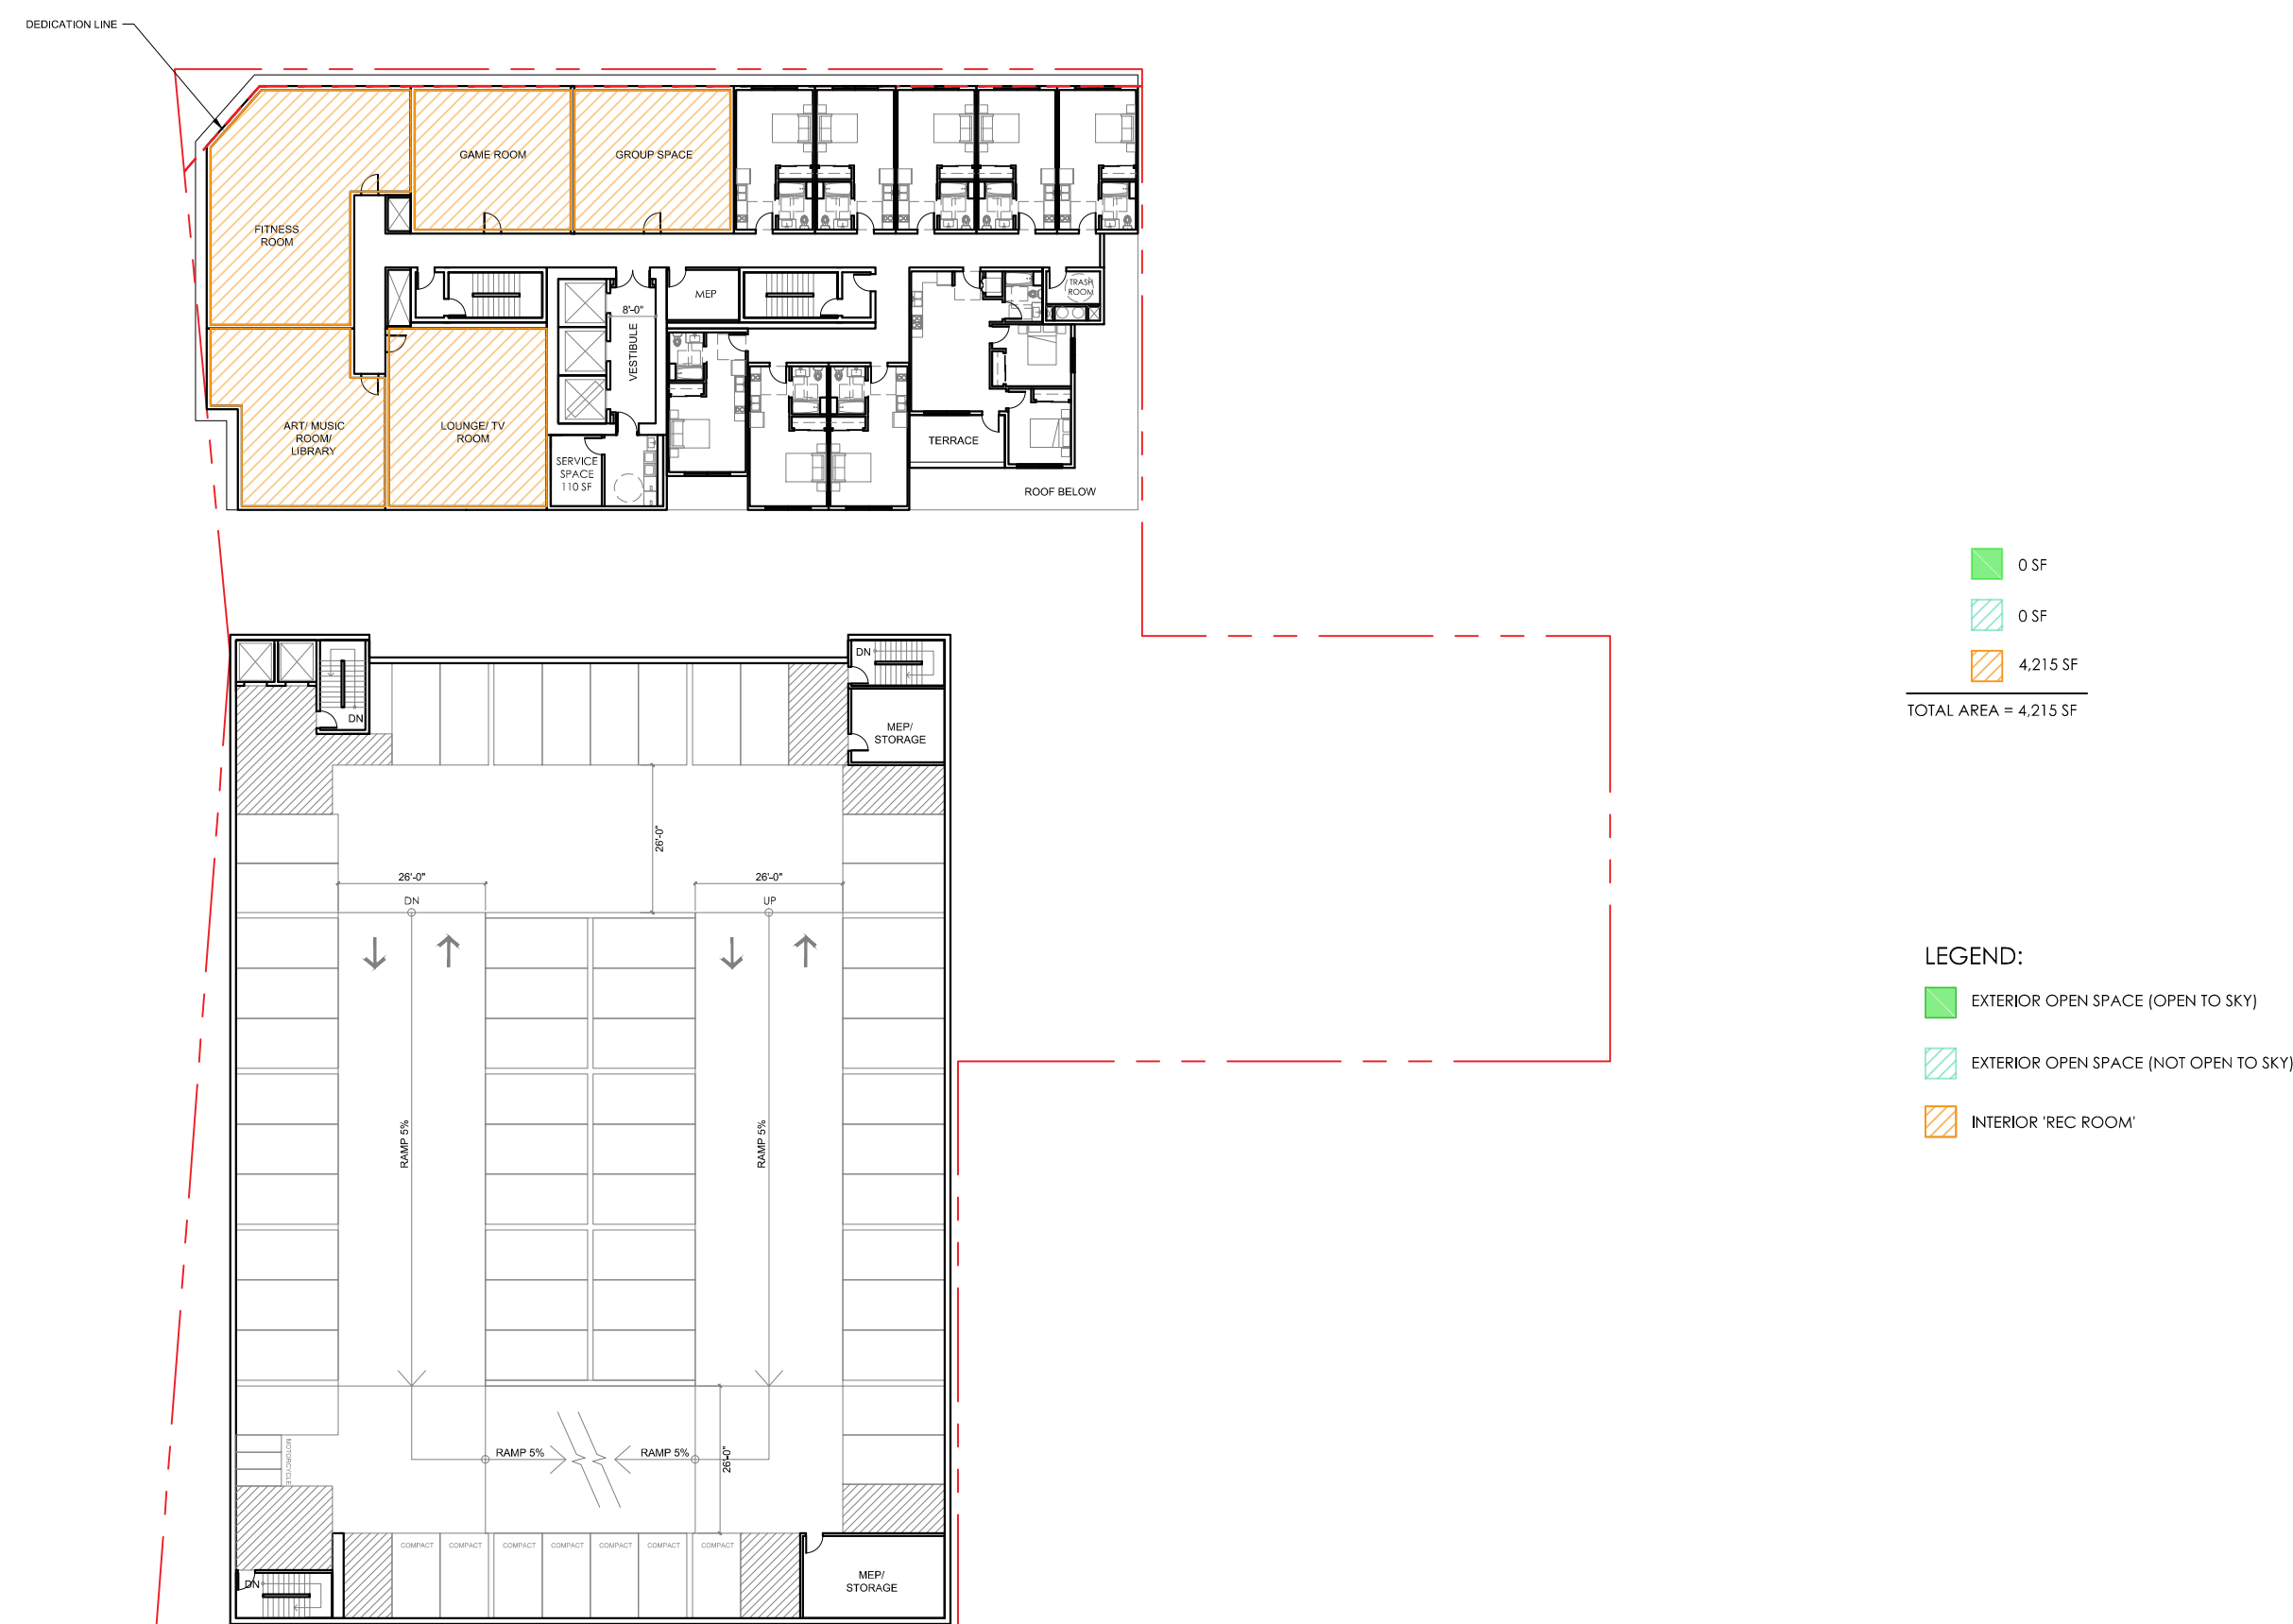 DEDICATION LINE
GAME ROOM
GROUP SPACE
FITNESS
ROOM
MEP
TRASH
ROOM
8'-0"
VESTIBULE
ART/ MUSIC
ROOM/
LIBRARY
LOUNGE/ TV
ROOM
SERVICE
SPACE
110 SF
TERRACE
ROOF BELOW
0 SF
0 SF
4,215 SF
TOTAL AREA = 4,215 SF
DN
DN
MEP/
STORAGE
26'-0"
26'-0"
26'-0"
DN
UP
LEGEND:
EXTERIOR OPEN SPACE (OPEN TO SKY)
EXTERIOR OPEN SPACE (NOT OPEN TO SKY)
INTERIOR 'REC ROOM'
RAMP 5%
RAMP 5%
MOTORCYCLE
RAMP 5%
RAMP 5%
26'-0"
COMPACT
COMPACT
COMPACT
COMPACT
COMPACT
COMPACT
COMPACT
DN
MEP/
STORAGE